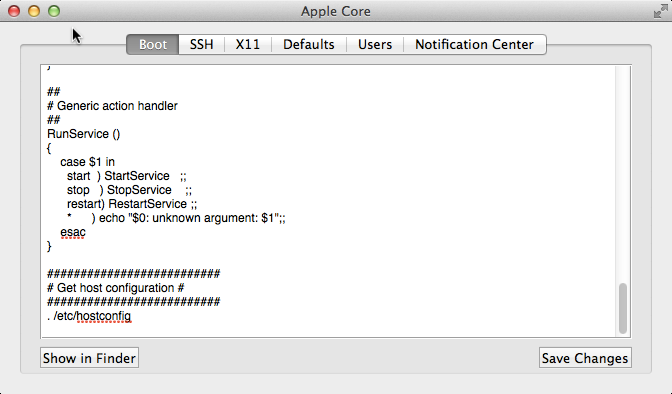 Apple Core
Boot SSH X11 Defaults Users Notification Center
}
##
# Generic action handler
##
RunService ()
{
case $1 in
start ) StartService ;;
stop ) StopService ;;
restart) RestartService ;;
* ) echo "$0: unknown argument: $1";;
esac
}
##########################
# Get host configuration #
##########################
. /etc/hostconfig
Show in Finder Save Changes